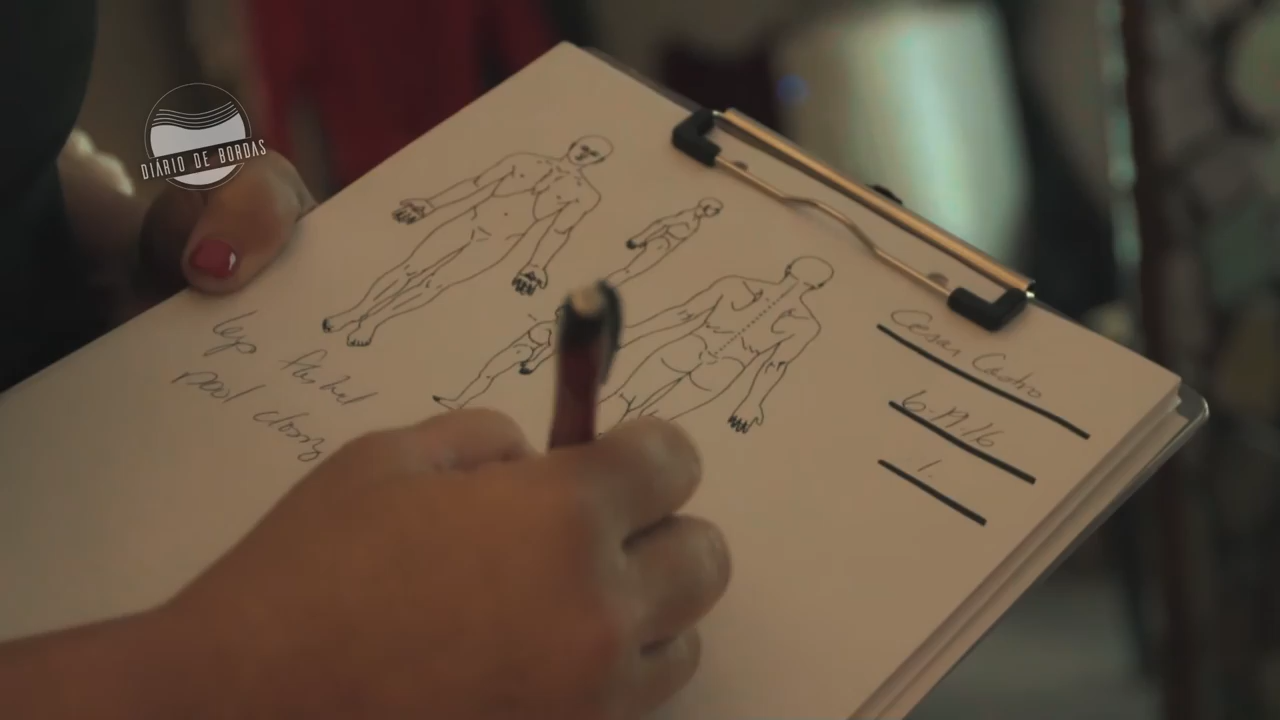 DIÁRIO DE BORDAS
Cesar Castro
6-19-16
1.
legs flushed
pool closing